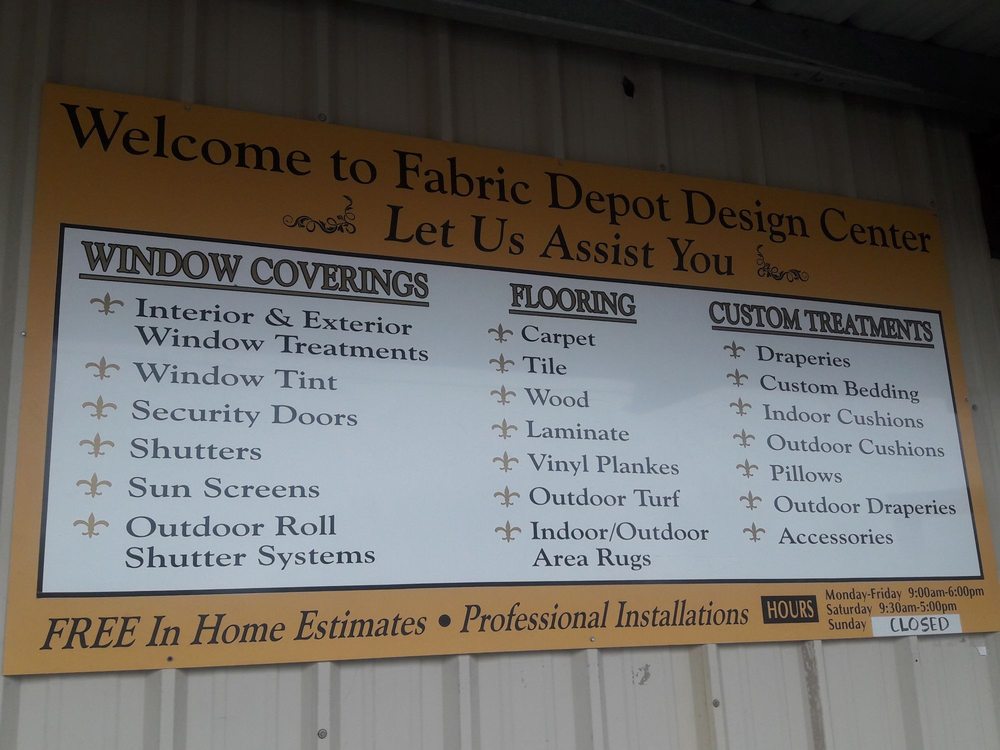 Welcome to Fabric Depot Design Center
Let Us Assist You
WINDOW COVERINGS
Interior & Exterior
Window Treatments
Window Tint
Security Doors
Shutters
Sun Screens
Outdoor Roll
Shutter Systems
FLOORING
Carpet
Tile
Wood
Laminate
Vinyl Plankes
Outdoor Turf
Indoor/Outdoor
Area Rugs
CUSTOM TREATMENTS
Draperies
Custom Bedding
Indoor Cushions
Outdoor Cushions
Pillows
Outdoor Draperies
Accessories
FREE In Home Estimates • Professional Installations
HOURS
Monday-Friday 9:00am-6:00pm
Saturday 9:30am-5:00pm
Sunday CLOSED